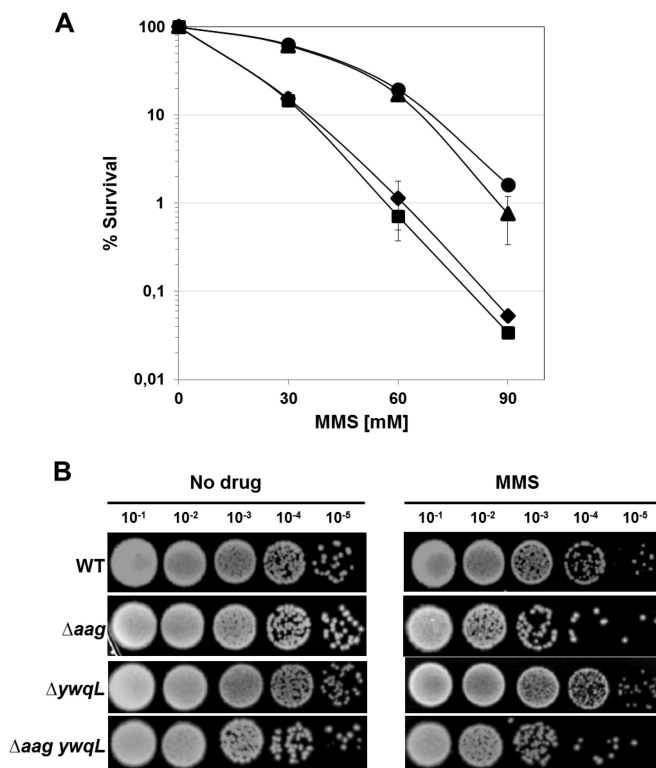 A
100
10
1
0,1
0,01
% Survival
0 30 60 90
MMS [mM]
B
No drug MMS
10-1 10-2 10-3 10-4 10-5 10-1 10-2 10-3 10-4 10-5
WT
Δaag
ΔywqL
Δaag ywqL